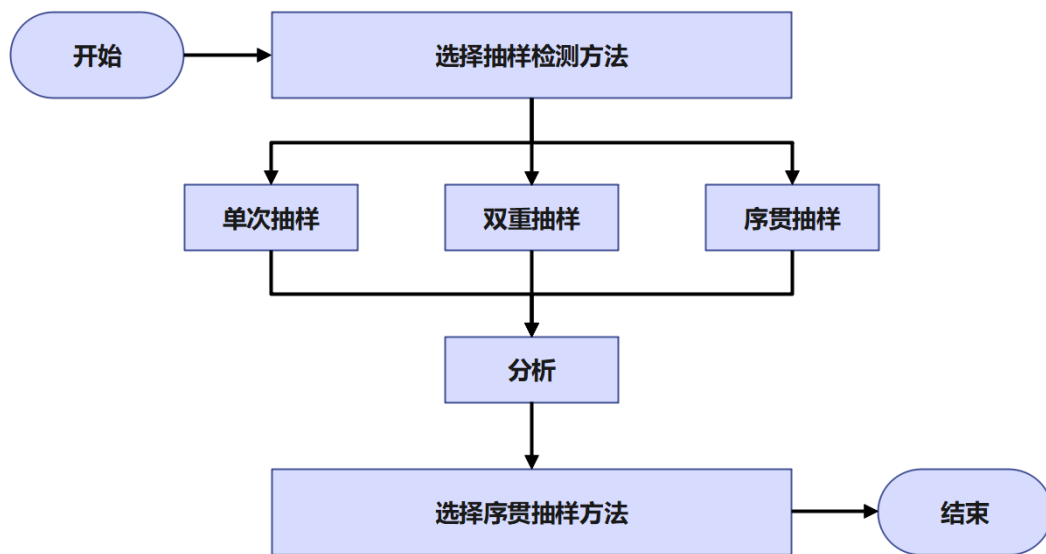 开始
选择抽样检测方法
单次抽样
双重抽样
序贯抽样
分析
选择序贯抽样方法
结束